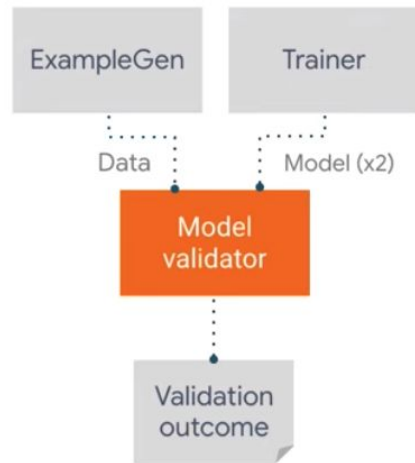 ExampleGen
Trainer
Data
Model (x2)
Model
validator
Validation
outcome